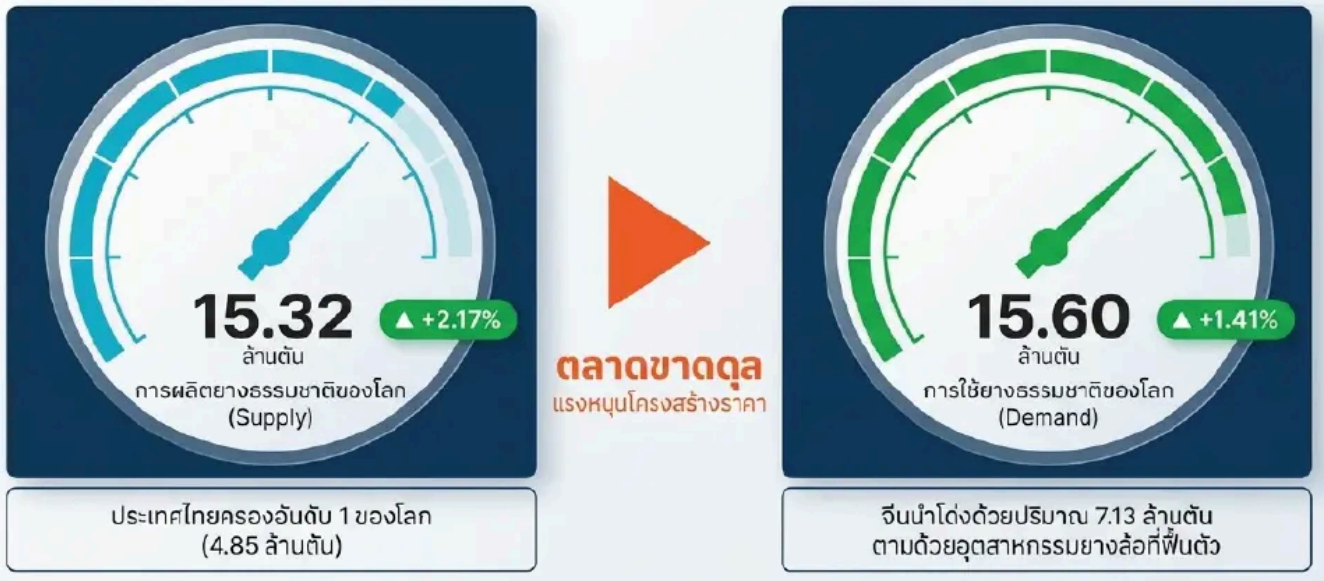 15.32
▲ +2.17%
ล้านตัน
การผลิตยางธรรมชาติของโลก
(Supply)
ประเทศไทยครองอันดับ 1 ของโลก
(4.85 ล้านตัน)
ตลาดขาดดุล
แรงหนุนโครงสร้างราคา
15.60
▲ +1.41%
ล้านตัน
การใช้ยางธรรมชาติของโลก
(Demand)
จีนนำโด่งด้วยปริมาณ 7.13 ล้านตัน
ตามด้วยอุตสาหกรรมยางล้อที่ฟื้นตัว